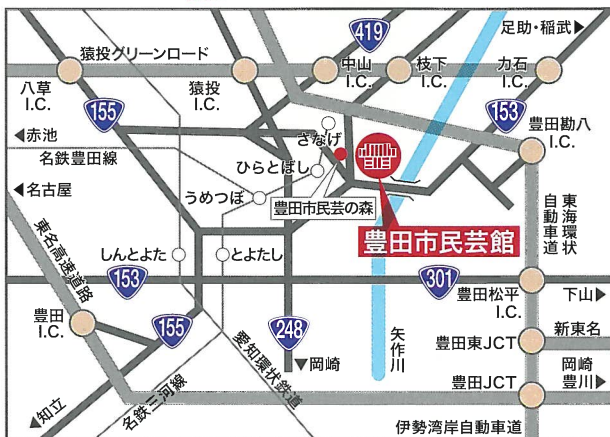 足助・稲武▶
419
猿投グリーンロード
八草
I.C.
猿投
I.C.
中山
I.C.
枝下
I.C.
力石
I.C.
155
153
◀赤池
名鉄豊田線
さなげ
ひらとばし
うめつぼ
豊田市民芸の森
豊田勘八
I.C.
◀名古屋
東名高速道路
東海環状
自動車道
豊田市民芸館
しんとよた
とよたし
153
301
豊田松平
I.C.
下山▶
豊田
I.C.
155
248
▼岡崎
矢作川
豊田東JCT
新東名
愛知環状鉄道
名鉄三河線
◀知立
豊田JCT
岡崎
豊川▶
伊勢湾岸自動車道